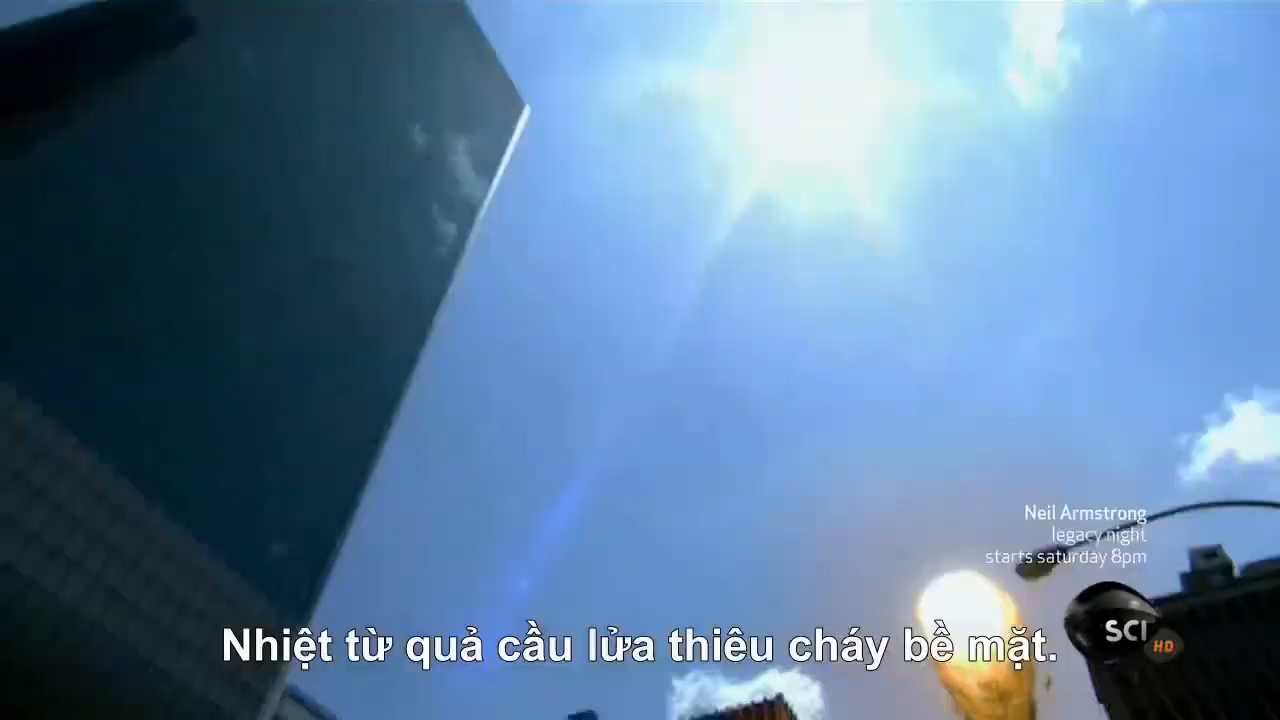 Neil Armstrong
legacy night
starts saturday 8pm
SCI
HD
Nhiệt từ quả cầu lửa thiêu cháy bề mặt.